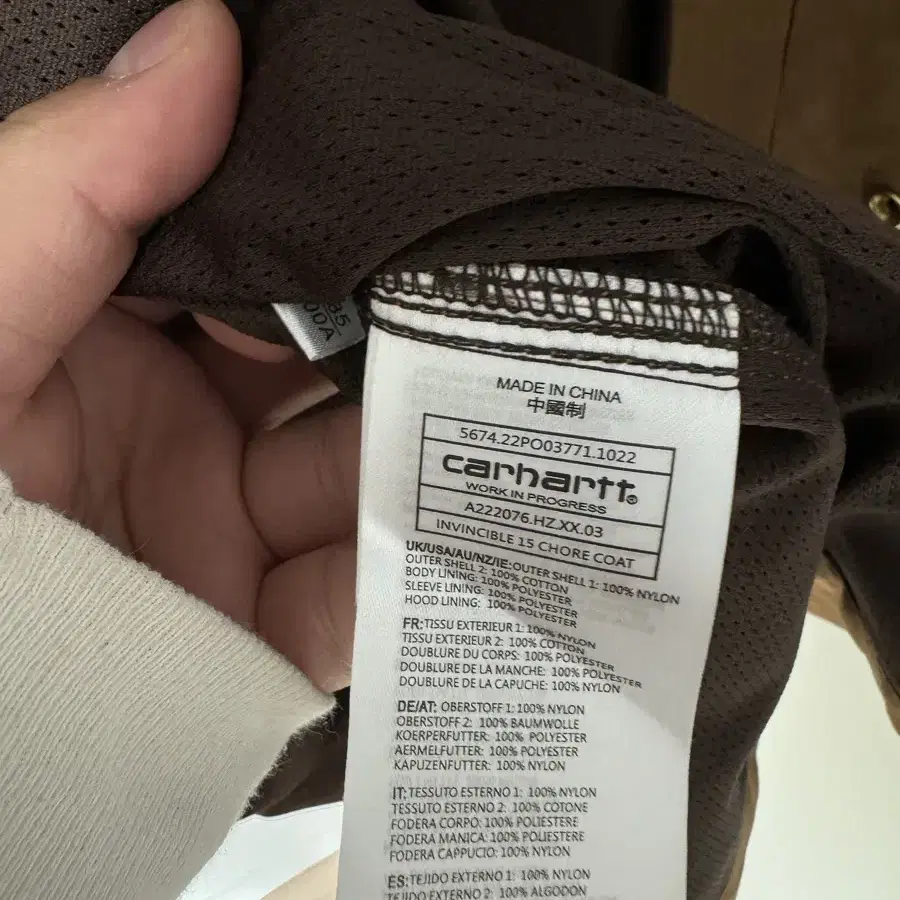 85
00A
MADE IN CHINA
中國制
5674.22PO03771.1022
carhartt®
WORK IN PROGRESS
A222076.HZ.XX.03
INVINCIBLE 15 CHORE COAT
UK/USA/AU/NZ/IE: OUTER SHELL 1: 100% NYLON
OUTER SHELL 2: 100% COTTON
BODY LINING: 100% POLYESTER
SLEEVE LINING: 100% POLYESTER
HOOD LINING: 100% POLYESTER
FR: TISSU EXTERIEUR 1: 100% NYLON
TISSU EXTERIEUR 2: 100% COTTON
DOUBLURE DU CORPS: 100% POLYESTER
DOUBLURE DE LA MANCHE: 100% POLYESTER
DOUBLURE DE LA CAPUCHE: 100% NYLON
DE/AT: OBERSTOFF 1: 100% NYLON
OBERSTOFF 2: 100% BAUMWOLLE
KOERPERFUTTER: 100% POLYESTER
AERMELFUTTER: 100% POLYESTER
KAPUZENFUTTER: 100% NYLON
IT: TESSUTO ESTERNO 1: 100% NYLON
TESSUTO ESTERNO 2: 100% COTONE
FODERA CORPO: 100% POLIESTERE
FODERA MANICA: 100% POLIESTERE
FODERA CAPPUCIO: 100% NYLON
ES: TEJIDO EXTERNO 1: 100% NYLON
TEJIDO EXTERNO 2: 100% ALGODON